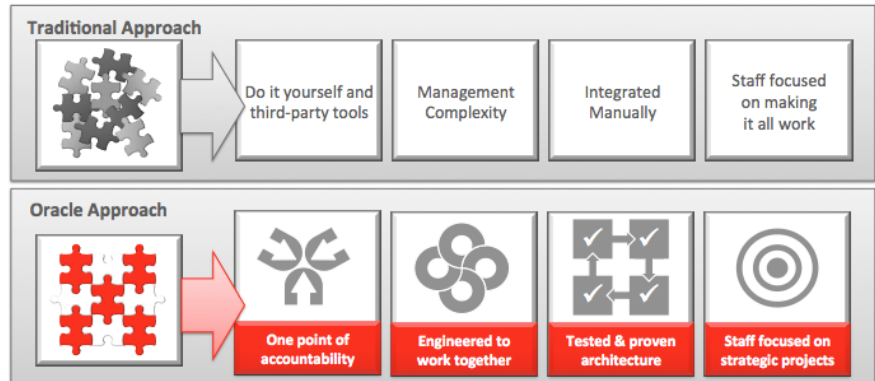 Traditional Approach
Do it yourself and
third-party tools
Management
Complexity
Integrated
Manually
Staff focused
on making
it all work
Oracle Approach
One point of
accountability
Engineered to
work together
Tested & proven
architecture
Staff focused on
strategic projects